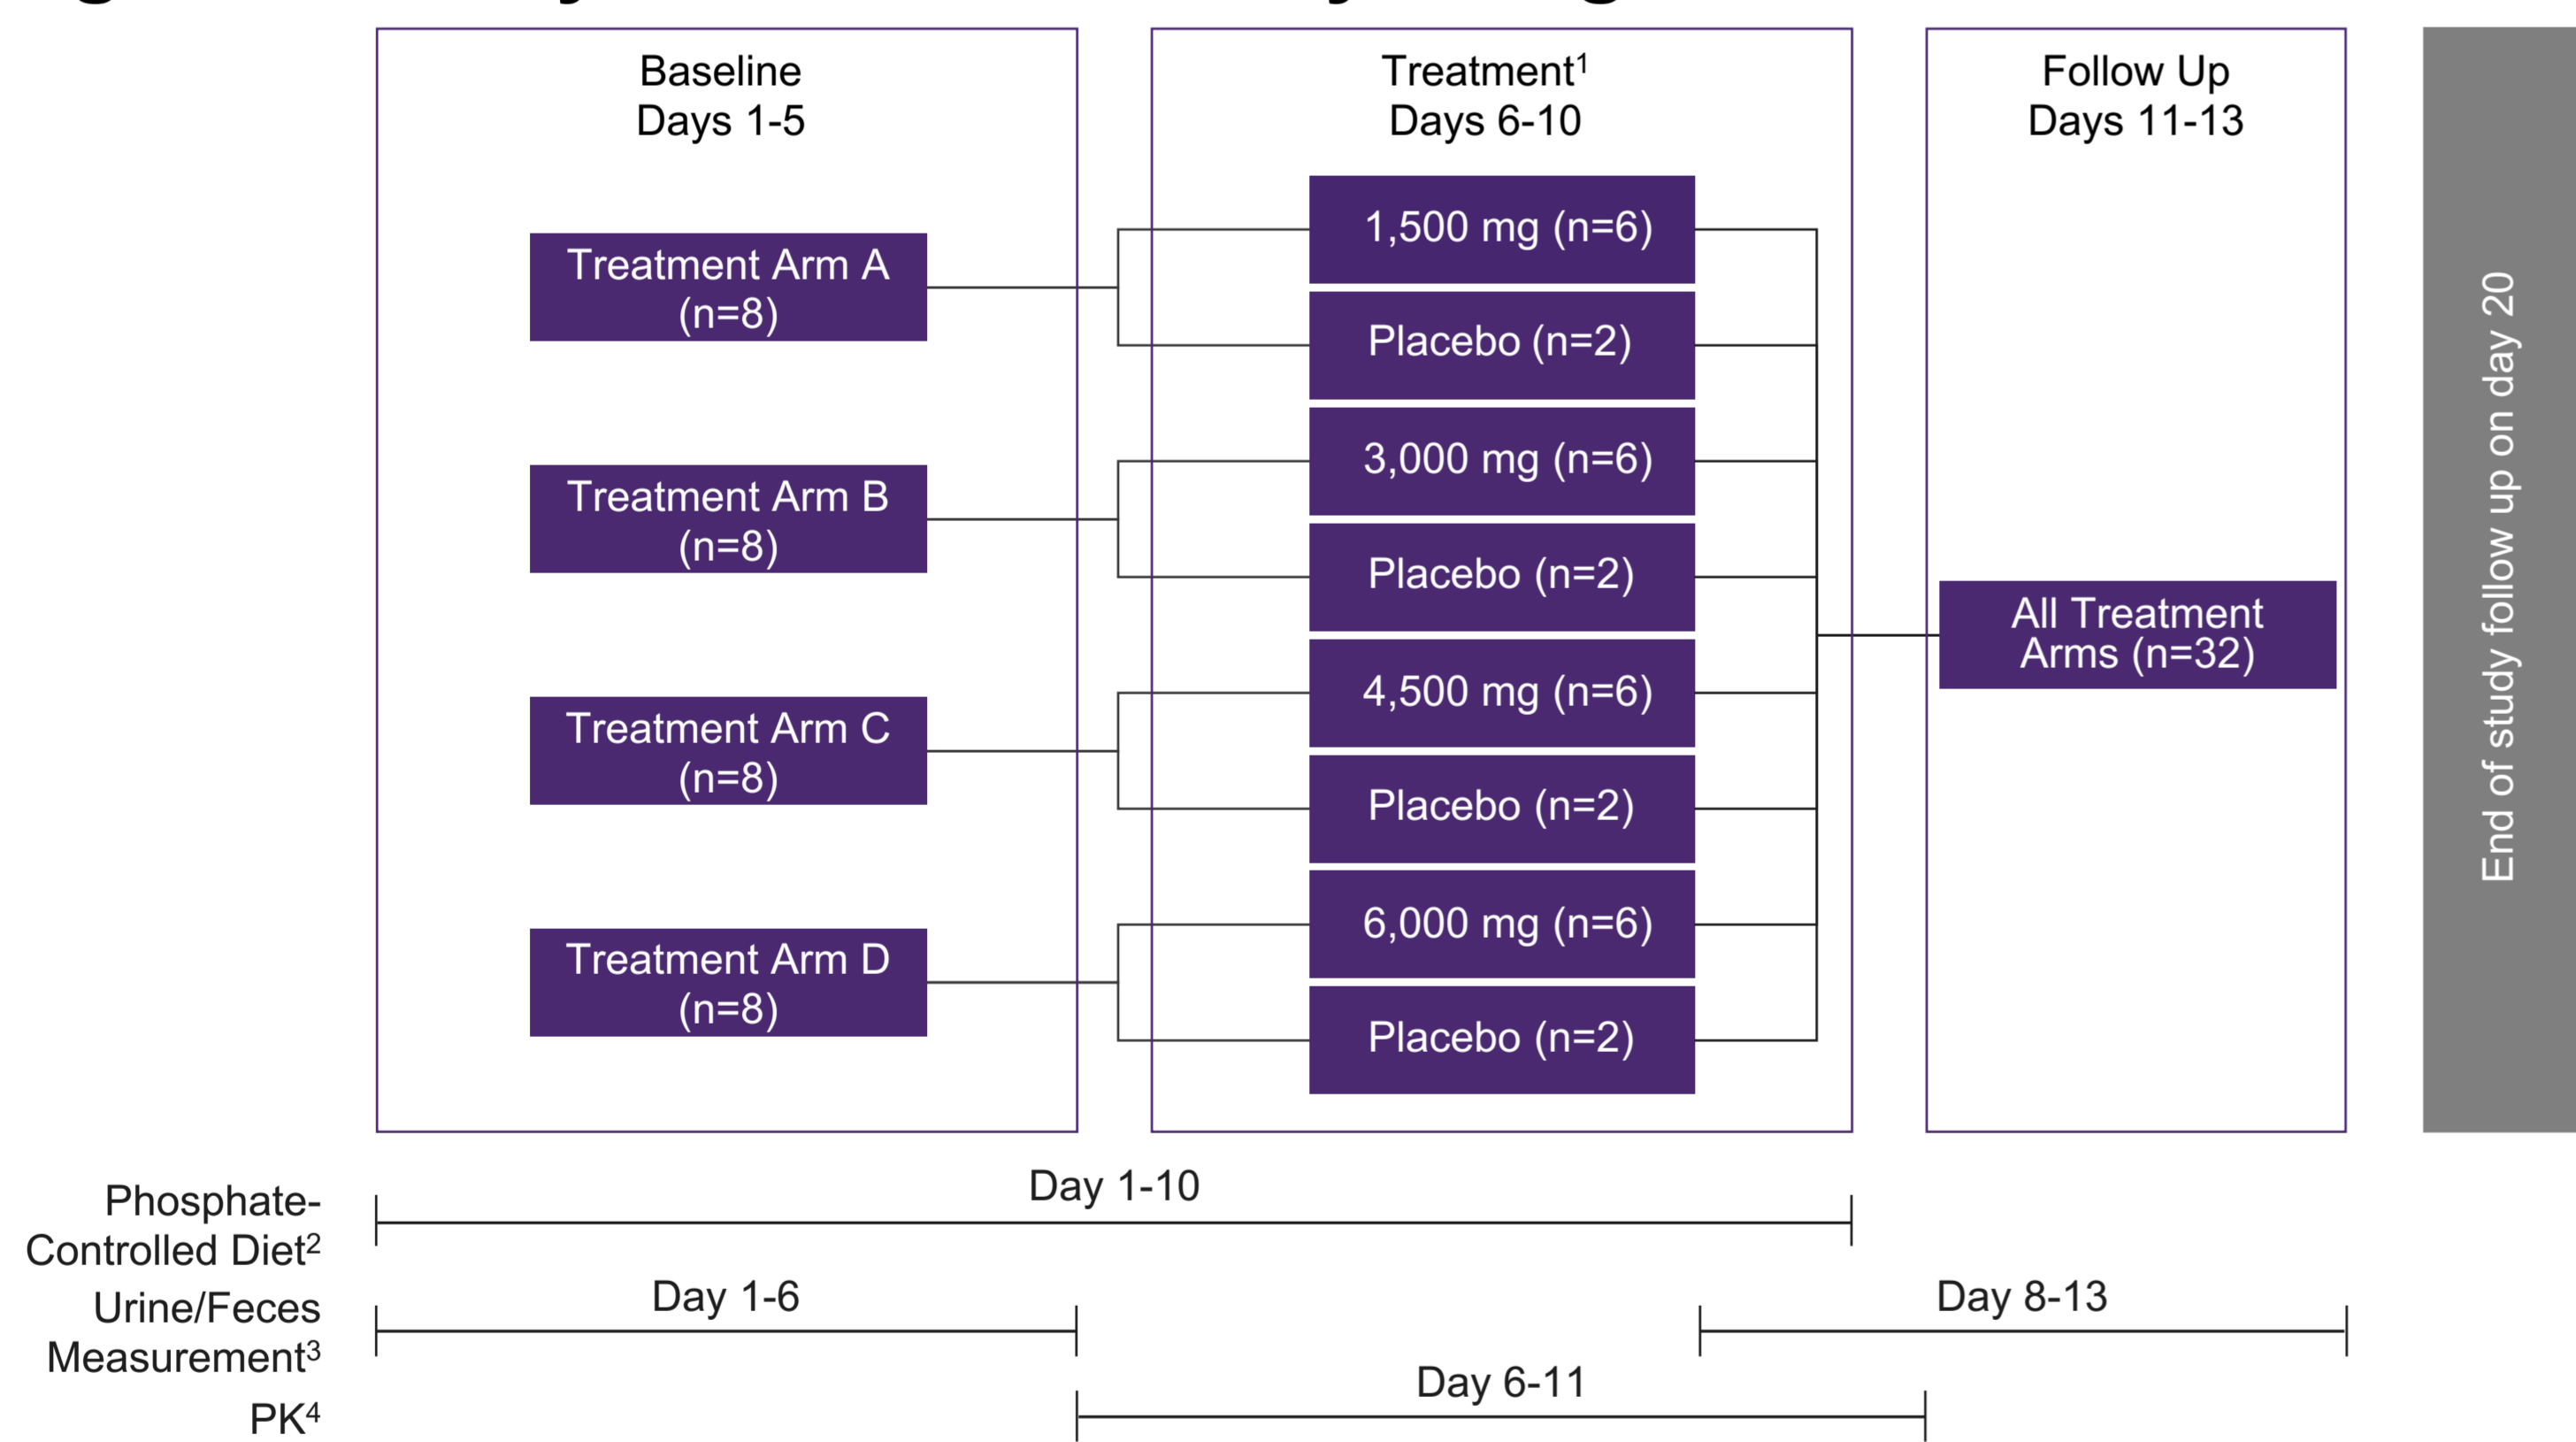 Baseline
Days 1-5
Treatment Arm A
(n=8)
Treatment Arm B
(n=8)
Treatment Arm C
(n=8)
Treatment Arm D
(n=8)
Treatment¹
Days 6-10
1,500 mg (n=6)
Placebo (n=2)
3,000 mg (n=6)
Placebo (n=2)
4,500 mg (n=6)
Placebo (n=2)
6,000 mg (n=6)
Placebo (n=2)
Follow Up
Days 11-13
All Treatment
Arms (n=32)
End of study follow up on day 20
Phosphate-
Controlled Diet²
Day 1-10
Urine/Feces
Measurement³
Day 1-6
Day 8-13
PK⁴
Day 6-11